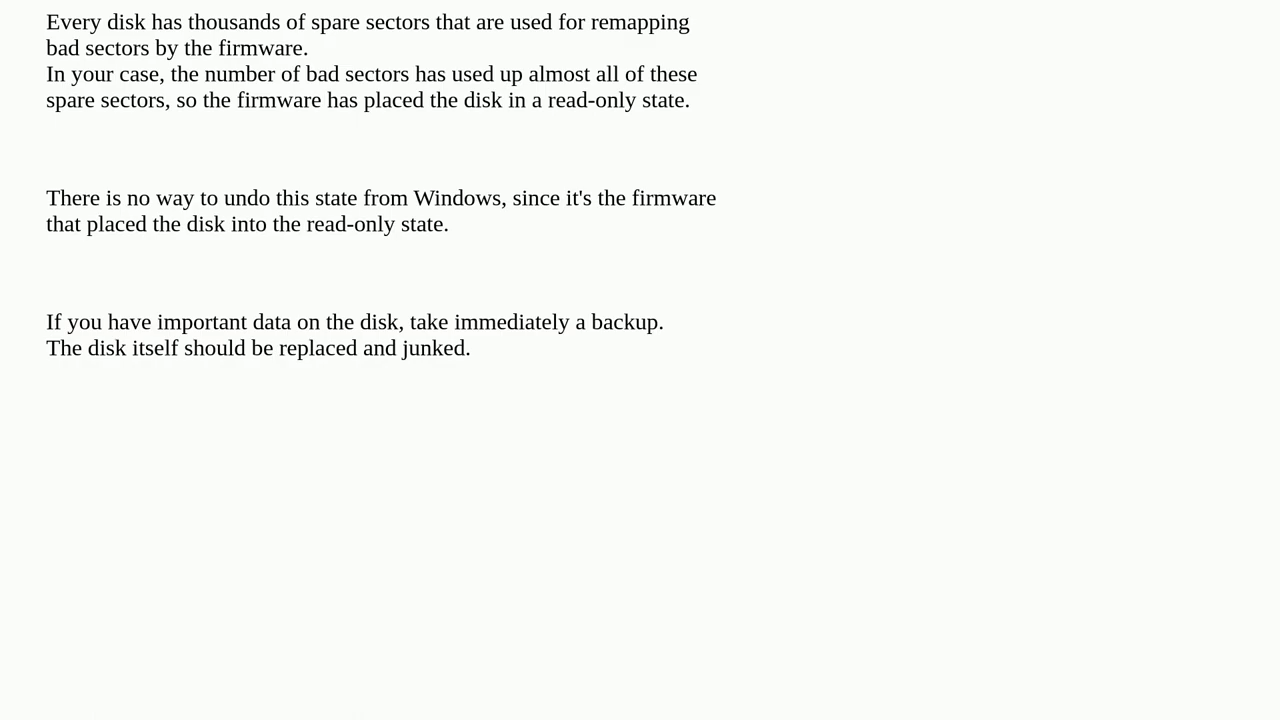 Every disk has thousands of spare sectors that are used for remapping
bad sectors by the firmware.
In your case, the number of bad sectors has used up almost all of these
spare sectors, so the firmware has placed the disk in a read-only state.
There is no way to undo this state from Windows, since it's the firmware
that placed the disk into the read-only state.
If you have important data on the disk, take immediately a backup.
The disk itself should be replaced and junked.